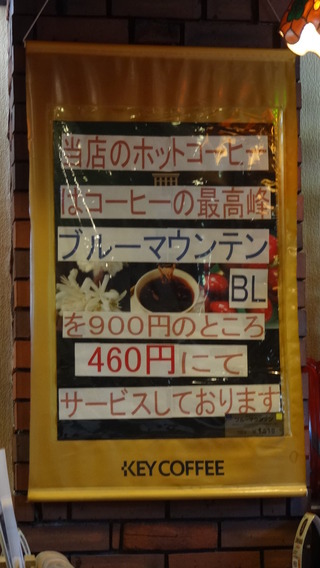 当店のホットコーヒー
はコーヒーの最高峰
ブルーマウンテン
BL
を900円のところ
460円にて
サービスしております
KEY COFFEE